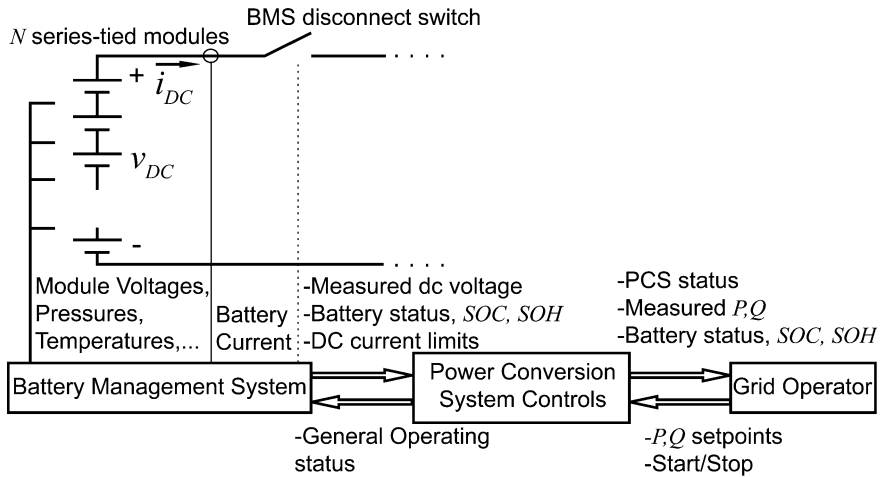 BMS disconnect switch
N series-tied modules
+
i_DC
v_DC
-
Module Voltages,
Pressures,
Temperatures,...
Battery
Current
-Measured dc voltage
-Battery status, SOC, SOH
-DC current limits
-PCS status
-Measured P,Q
-Battery status, SOC, SOH
Battery Management System
Power Conversion
System Controls
Grid Operator
-General Operating
status
-P,Q setpoints
-Start/Stop